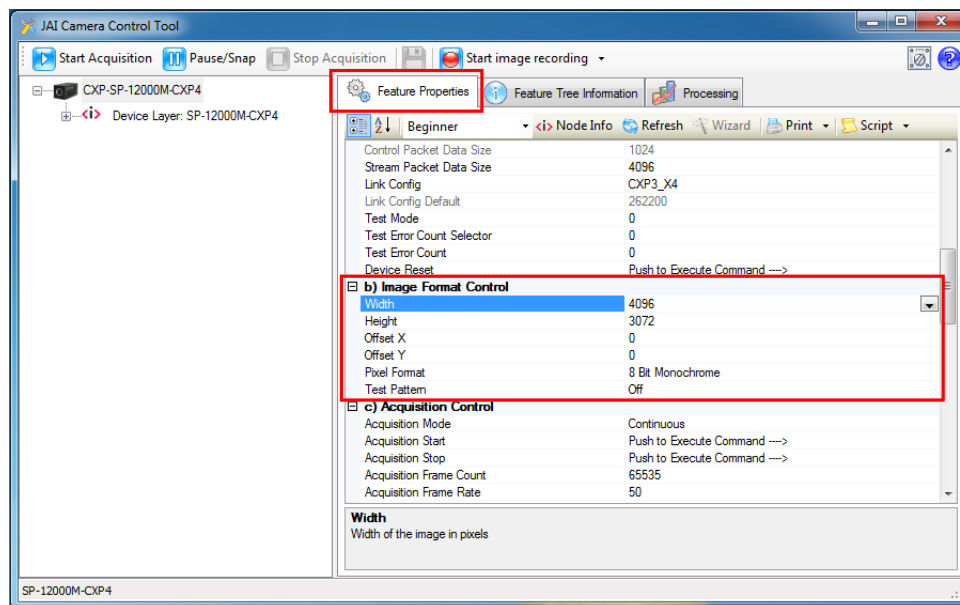 JAI Camera Control Tool
Start Acquisition Pause/Snap Stop Acquisition Start image recording
CXP-SP-12000M-CXP4
<i> Device Layer: SP-12000M-CXP4
Feature Properties Feature Tree Information Processing
Beginner <i> Node Info Refresh Wizard Print Script
Control Packet Data Size 1024
Stream Packet Data Size 4096
Link Config CXP3_X4
Link Config Default 262200
Test Mode 0
Test Error Count Selector 0
Test Error Count 0
Device Reset Push to Execute Command ---->
b) Image Format Control
Width 4096
Height 3072
Offset X 0
Offset Y 0
Pixel Format 8 Bit Monochrome
Test Pattern Off
c) Acquisition Control
Acquisition Mode Continuous
Acquisition Start Push to Execute Command ---->
Acquisition Stop Push to Execute Command ---->
Acquisition Frame Count 65535
Acquisition Frame Rate 50
Width
Width of the image in pixels
SP-12000M-CXP4